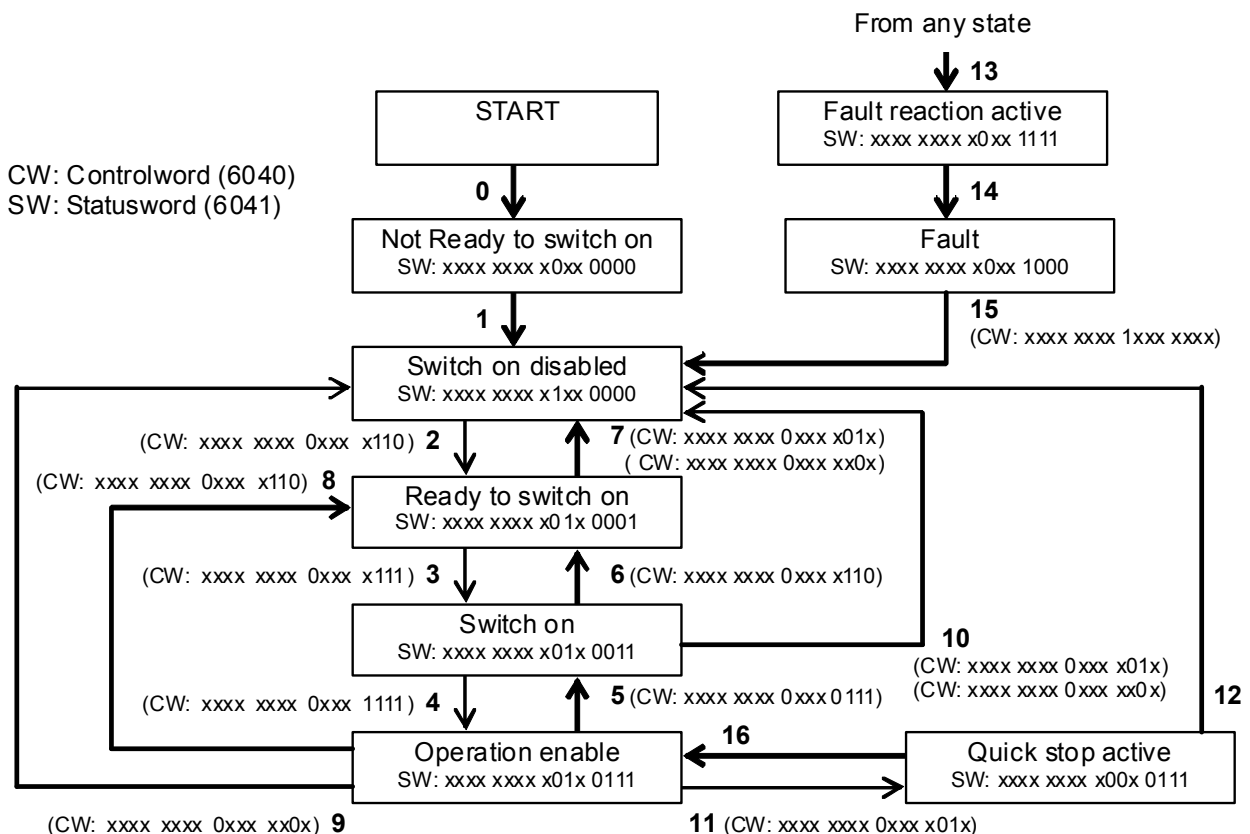 From any state
13
START
Fault reaction active
SW: xxxx xxxx x0xx 1111
CW: Controlword (6040)
SW: Statusword (6041)
0
14
Not Ready to switch on
SW: xxxx xxxx x0xx 0000
Fault
SW: xxxx xxxx x0xx 1000
1
15
(CW: xxxx xxxx 1xxx xxxx)
Switch on disabled
SW: xxxx xxxx x1xx 0000
(CW: xxxx xxxx 0xxx x110) 2
7 (CW: xxxx xxxx 0xxx x01x)
( CW: xxxx xxxx 0xxx xx0x)
(CW: xxxx xxxx 0xxx x110) 8
Ready to switch on
SW: xxxx xxxx x01x 0001
(CW: xxxx xxxx 0xxx x111) 3
6 (CW: xxxx xxxx 0xxx x110)
Switch on
SW: xxxx xxxx x01x 0011
10
(CW: xxxx xxxx 0xxx x01x)
(CW: xxxx xxxx 0xxx xx0x)
12
(CW: xxxx xxxx 0xxx 1111) 4
5 (CW: xxxx xxxx 0xxx 0111)
Operation enable
SW: xxxx xxxx x01x 0111
16
Quick stop active
SW: xxxx xxxx x00x 0111
(CW: xxxx xxxx 0xxx xx0x) 9
11 (CW: xxxx xxxx 0xxx x01x)